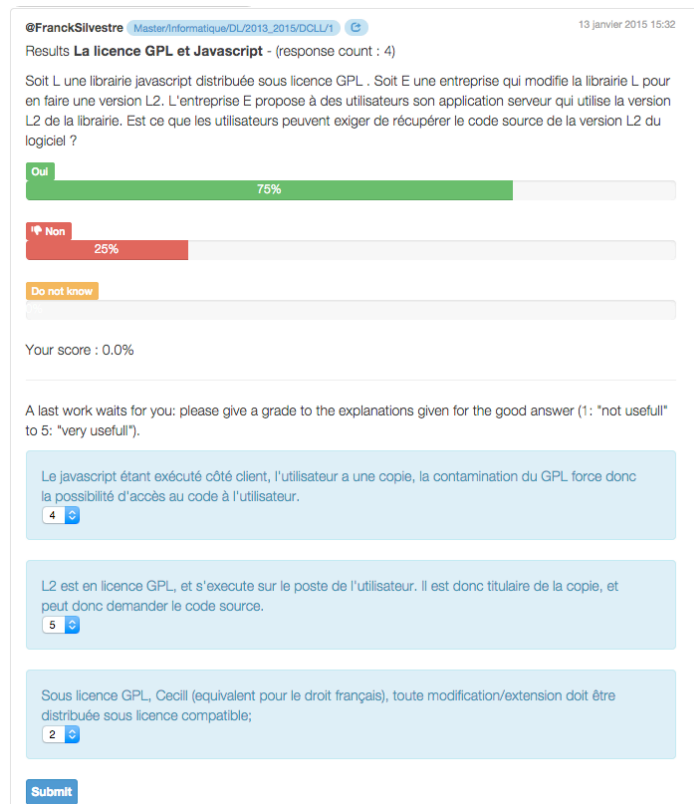 @FranckSilvestre Master/Informatique/DL/2013_2015/DCLL/1 13 janvier 2015 15:32
Results La licence GPL et Javascript - (response count : 4)
Soit L une librairie javascript distribuée sous licence GPL . Soit E une entreprise qui modifie la librairie L pour
en faire une version L2. L'entreprise E propose à des utilisateurs son application serveur qui utilise la version
L2 de la librairie. Est ce que les utilisateurs peuvent exiger de récupérer le code source de la version L2 du
logiciel ?
Oui
75%
Non
25%
Do not know
Your score : 0.0%
A last work waits for you: please give a grade to the explanations given for the good answer (1: "not usefull"
to 5: "very usefull").
Le javascript étant exécuté côté client, l'utilisateur a une copie, la contamination du GPL force donc
la possibilité d'accès au code à l'utilisateur.
4
L2 est en licence GPL, et s'execute sur le poste de l'utilisateur. Il est donc titulaire de la copie, et
peut donc demander le code source.
5
Sous licence GPL, Cecill (equivalent pour le droit français), toute modification/extension doit être
distribuée sous licence compatible;
2
Submit